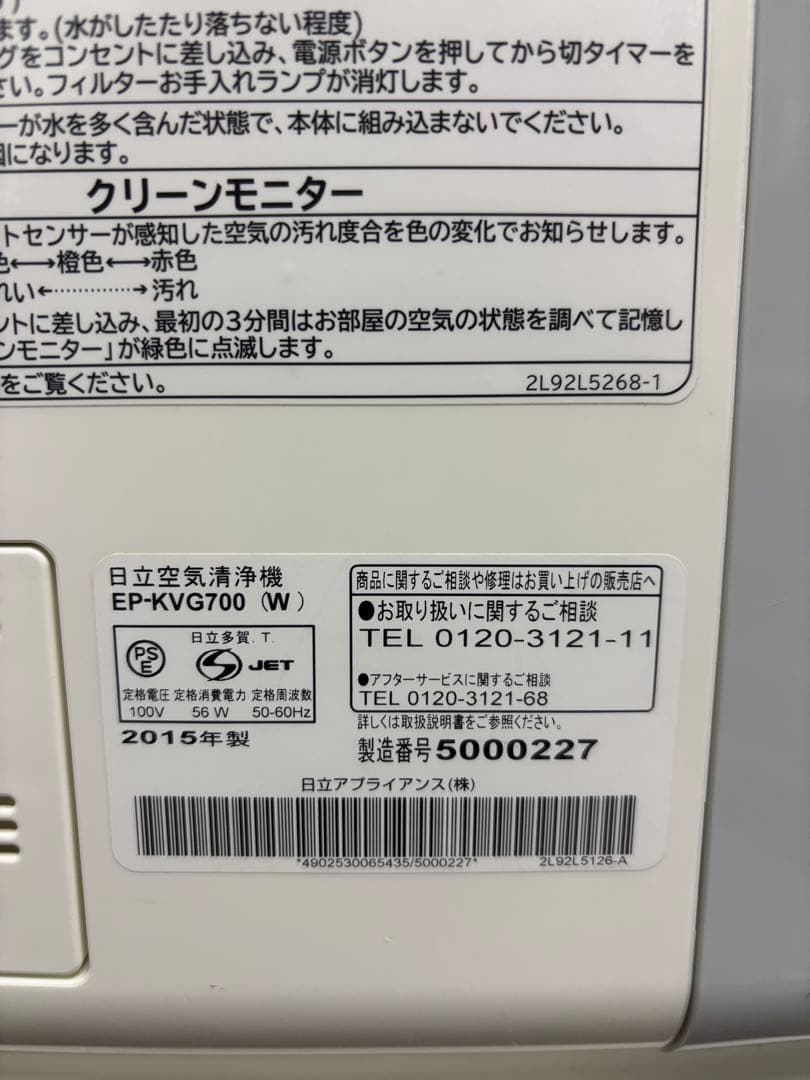 ます。(水がしたたり落ちない程度)
グをコンセントに差し込み、電源ボタンを押してから切タイマーを
さい。フィルターお手入れランプが消灯します。
ーが水を多く含んだ状態で、本体に組み込まないでください。
因になります。
クリーンモニター
トセンサーが感知した空気の汚れ度合を色の変化でお知らせします。
色⟷橙色⟷赤色
れい←‥‥‥‥→汚れ
ントに差し込み、最初の3分間はお部屋の空気の状態を調べて記憶し
ンモニター」が緑色に点滅します。
をご覧ください。
2L92L5268-1
日立空気清浄機
EP-KVG700 (W)
PS
E
日立多賀.T.
JET
定格電圧 定格消費電力 定格周波数
100V 56W 50-60Hz
2015年製
商品に関するご相談や修理はお買い上げの販売店へ
●お取り扱いに関するご相談
TEL 0120-3121-11
●アフターサービスに関するご相談
TEL 0120-3121-68
詳しくは取扱説明書をご参照ください。
製造番号 5000227
日立アプライアンス(株)
*4902530065435/5000227*
2L92L5126-A